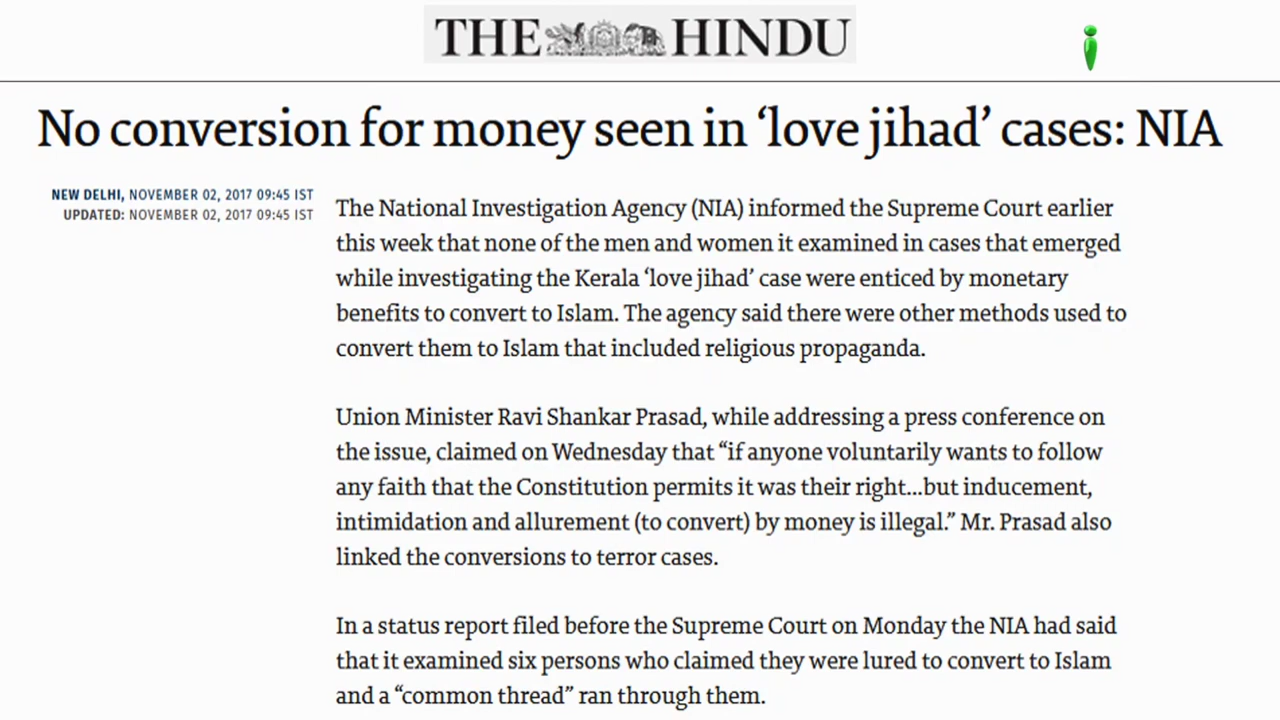 THE HINDU
No conversion for money seen in ‘love jihad’ cases: NIA
NEW DELHI, NOVEMBER 02, 2017 09:45 IST
UPDATED: NOVEMBER 02, 2017 09:45 IST
The National Investigation Agency (NIA) informed the Supreme Court earlier
this week that none of the men and women it examined in cases that emerged
while investigating the Kerala ‘love jihad’ case were enticed by monetary
benefits to convert to Islam. The agency said there were other methods used to
convert them to Islam that included religious propaganda.
Union Minister Ravi Shankar Prasad, while addressing a press conference on
the issue, claimed on Wednesday that “if anyone voluntarily wants to follow
any faith that the Constitution permits it was their right...but inducement,
intimidation and allurement (to convert) by money is illegal.” Mr. Prasad also
linked the conversions to terror cases.
In a status report filed before the Supreme Court on Monday the NIA had said
that it examined six persons who claimed they were lured to convert to Islam
and a “common thread” ran through them.